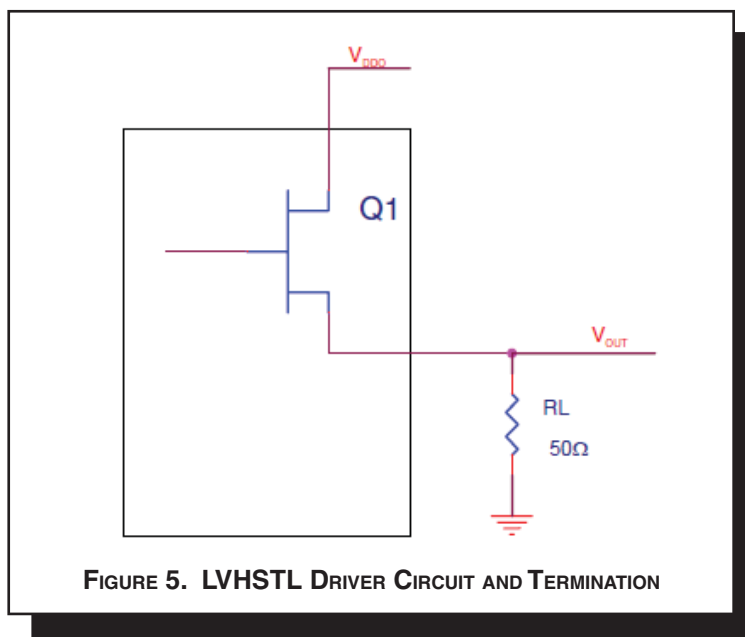 VDDO
Q1
VOUT
RL
50Ω
FIGURE 5. LVHSTL DRIVER CIRCUIT AND TERMINATION